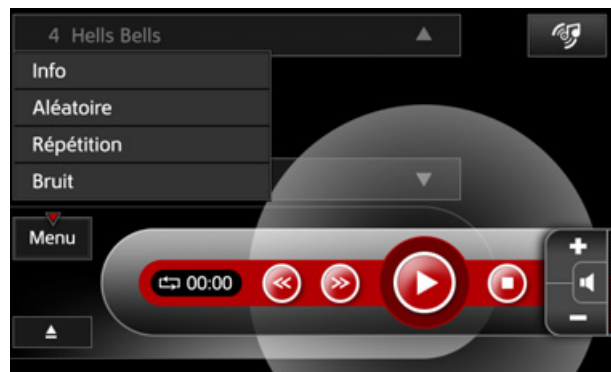 4 Hells Bells
Info
Aléatoire
Répétition
Bruit
Menu
00:00